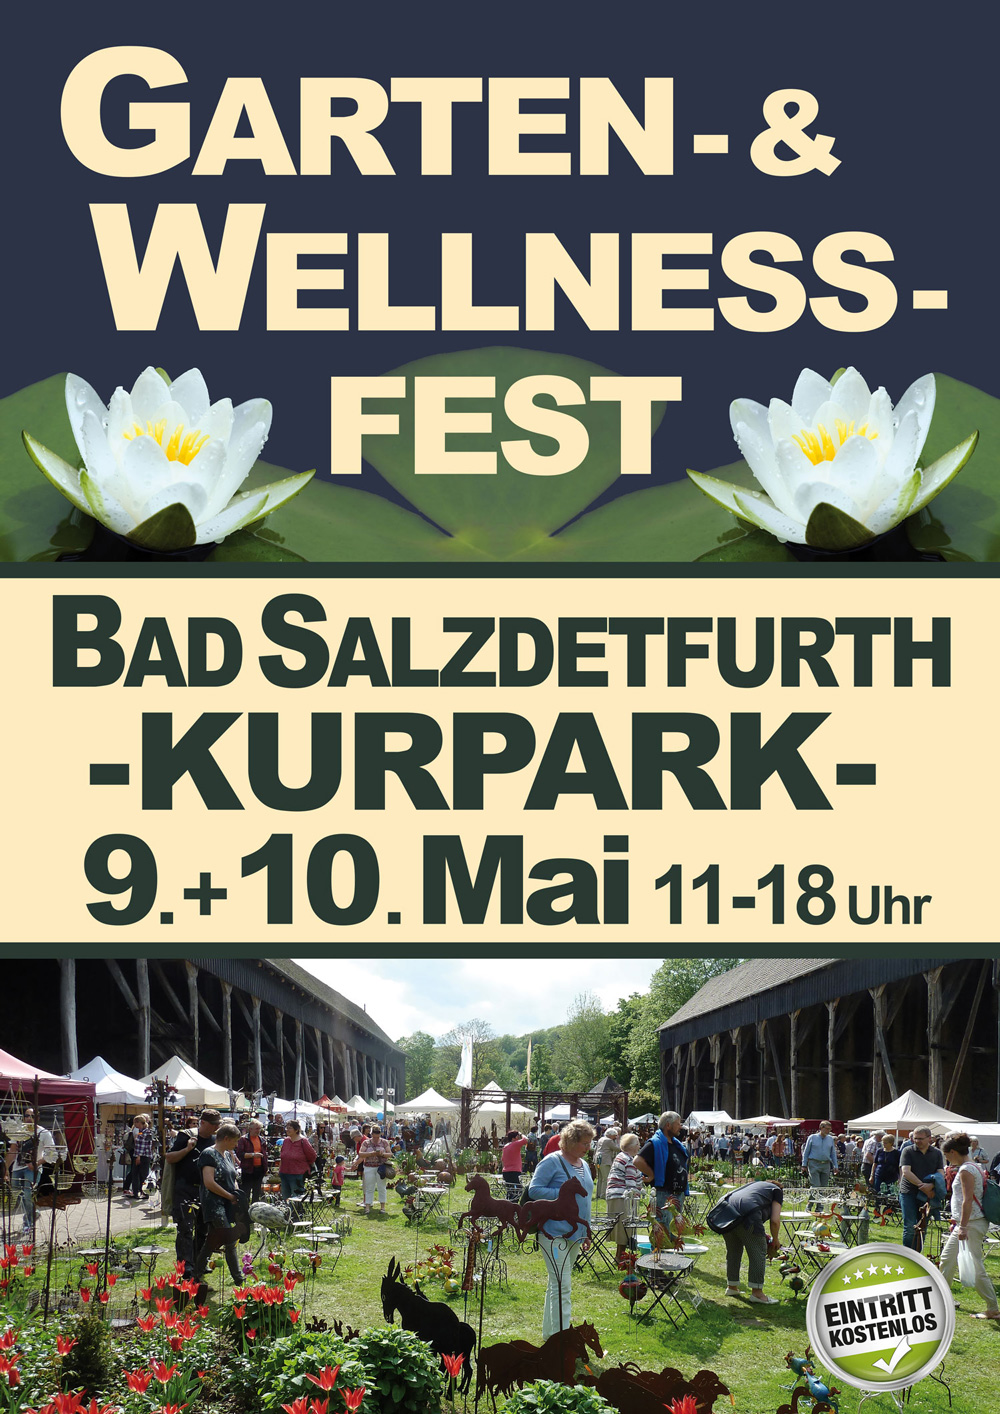 GARTEN- &
WELLNESS-
FEST
BAD SALZDETFURTH
-KURPARK-
9.+10. Mai 11-18 Uhr
EINTRITT
KOSTENLOS